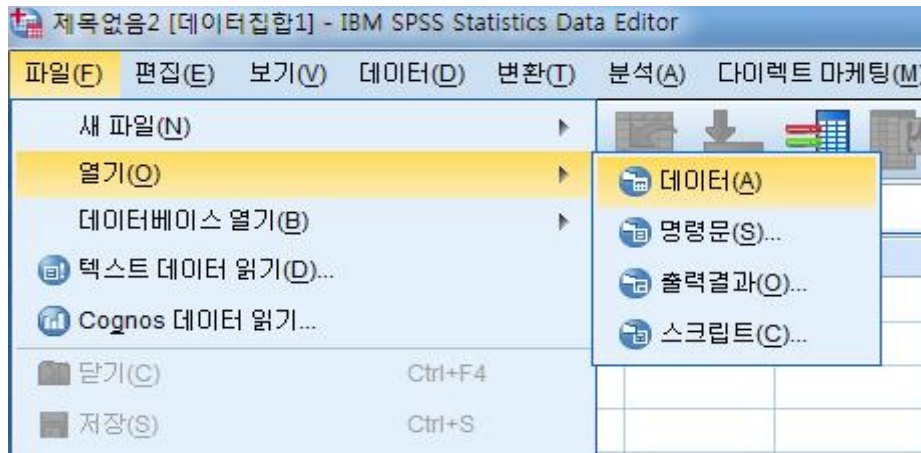 제목없음2 [데이터집합1] - IBM SPSS Statistics Data Editor
파일(F) 편집(E) 보기(V) 데이터(D) 변환(T) 분석(A) 다이렉트 마케팅(M)
새 파일(N)
열기(O)
데이터베이스 열기(B)
텍스트 데이터 읽기(D)...
Cognos 데이터 읽기...
닫기(C) Ctrl+F4
저장(S) Ctrl+S
데이터(A)
명령문(S)...
출력결과(O)...
스크립트(C)...